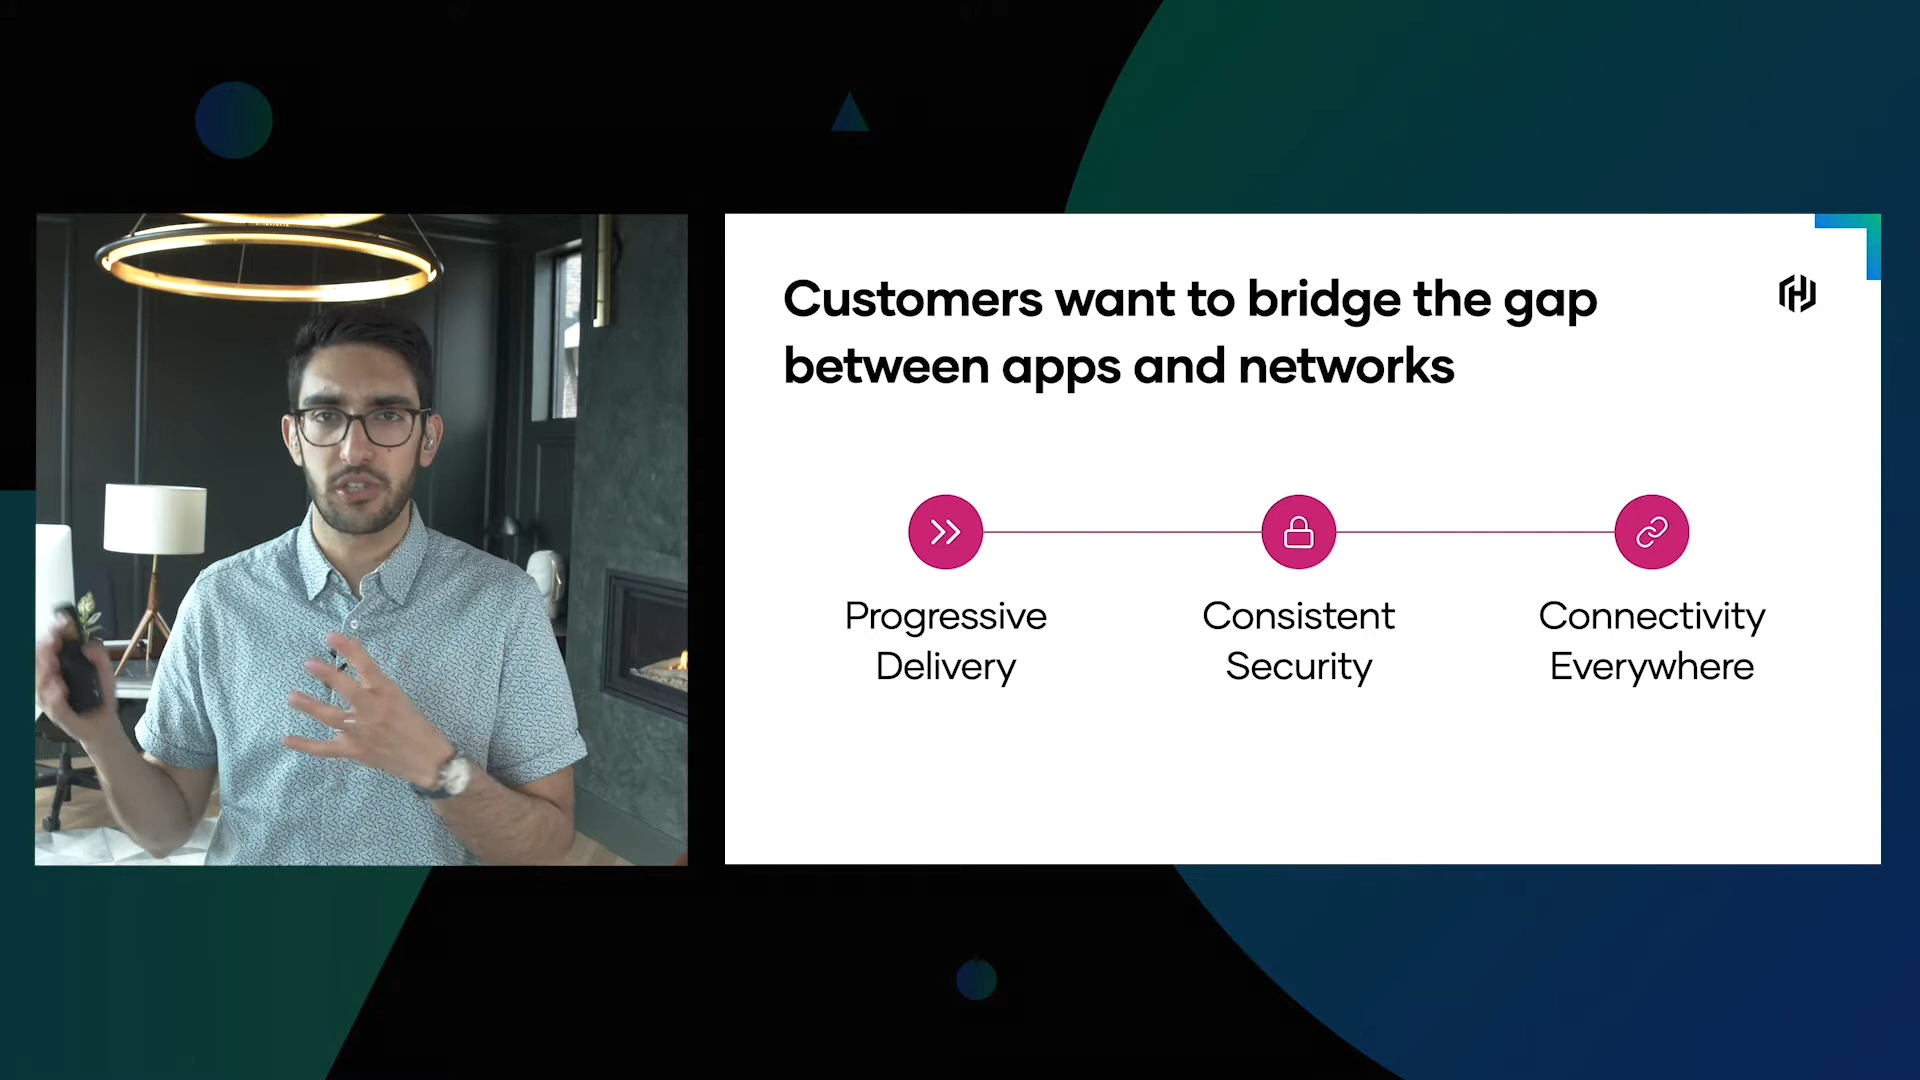 Customers want to bridge the gap
between apps and networks
Progressive
Delivery
Consistent
Security
Connectivity
Everywhere